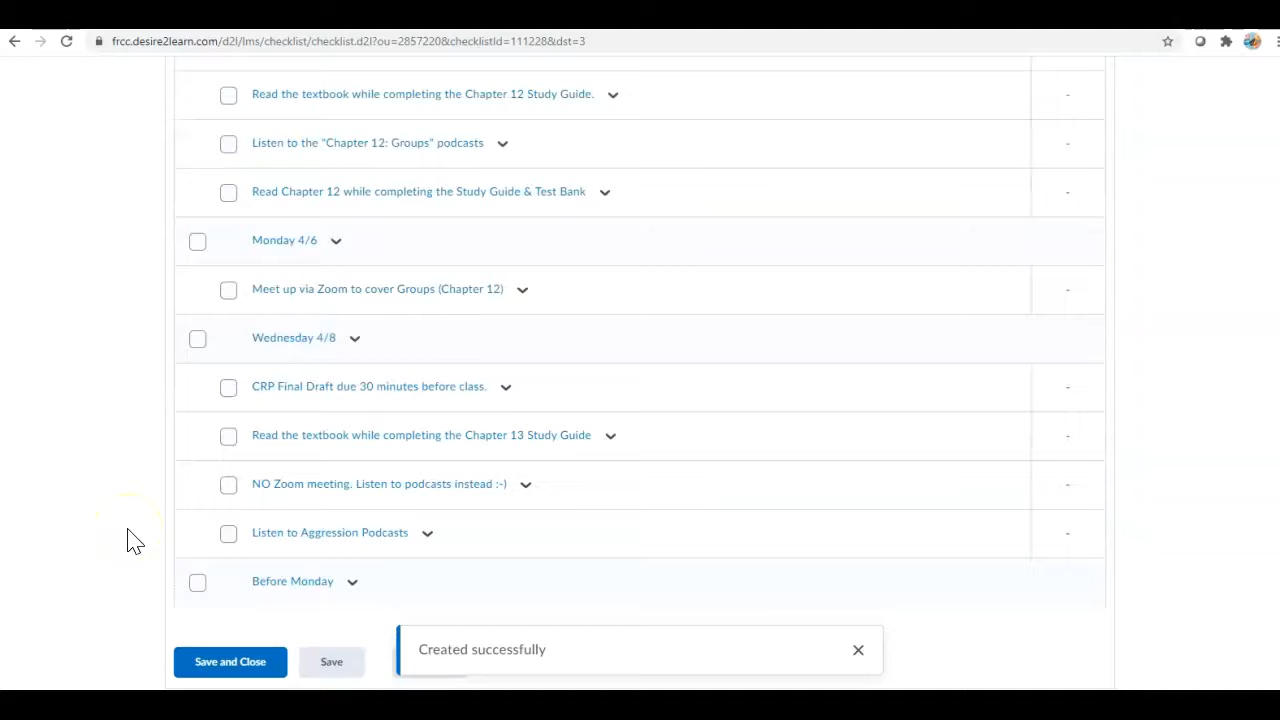 frcc.desire2learn.com/d2l/lms/checklist/checklist.d2l?ou=2857220&checklistId=111228&dst=3
Read the textbook while completing the Chapter 12 Study Guide.
-
Listen to the "Chapter 12: Groups" podcasts
-
Read Chapter 12 while completing the Study Guide & Test Bank
-
Monday 4/6
Meet up via Zoom to cover Groups (Chapter 12)
-
Wednesday 4/8
CRP Final Draft due 30 minutes before class.
-
Read the textbook while completing the Chapter 13 Study Guide
-
NO Zoom meeting. Listen to podcasts instead :-)
-
Listen to Aggression Podcasts
-
Before Monday
Created successfully
Save and Close
Save